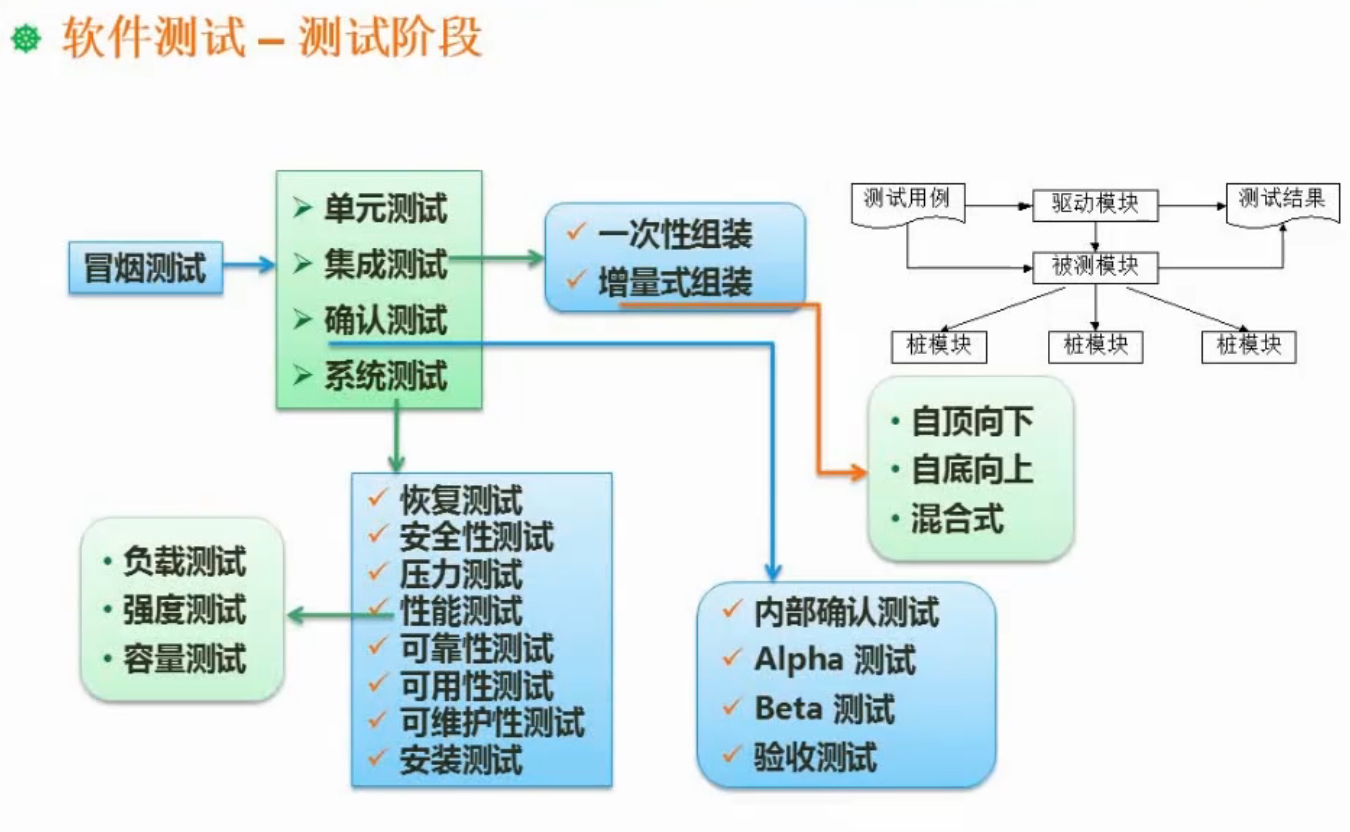 软件测试 – 测试阶段
冒烟测试
单元测试
集成测试
确认测试
系统测试
一次性组装
增量式组装
测试用例
驱动模块
测试结果
被测模块
桩模块
桩模块
桩模块
自顶向下
自底向上
混合式
恢复测试
安全性测试
压力测试
性能测试
可靠性测试
可用性测试
可维护性测试
安装测试
负载测试
强度测试
容量测试
内部确认测试
Alpha 测试
Beta 测试
验收测试